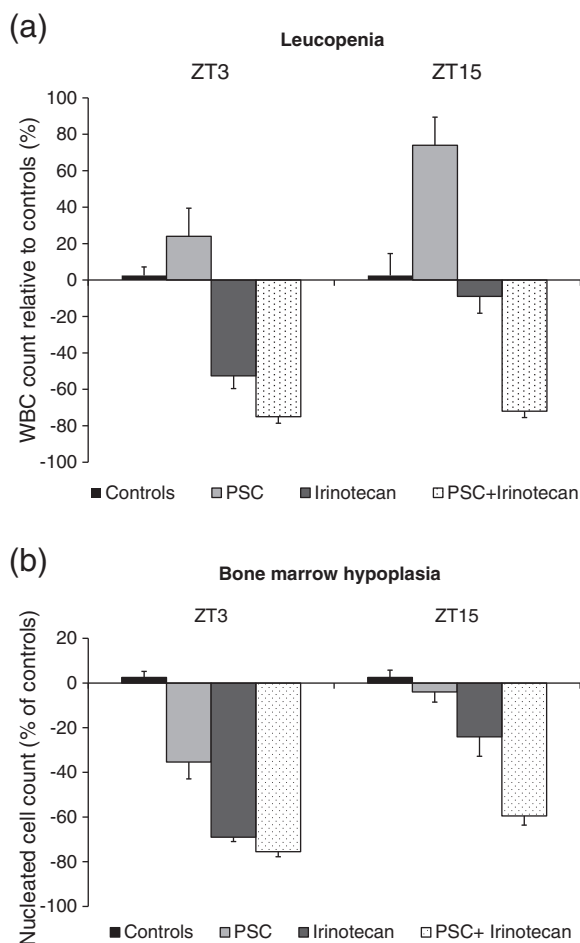 (a)
Leucopenia
ZT3 ZT15
WBC count relative to controls (%)
100
80
60
40
20
0
-20
-40
-60
-80
-100
Controls PSC Irinotecan PSC+Irinotecan
(b)
Bone marrow hypoplasia
ZT3 ZT15
Nucleated cell count (% of controls)
20
0
-20
-40
-60
-80
-100
Controls PSC Irinotecan PSC+ Irinotecan